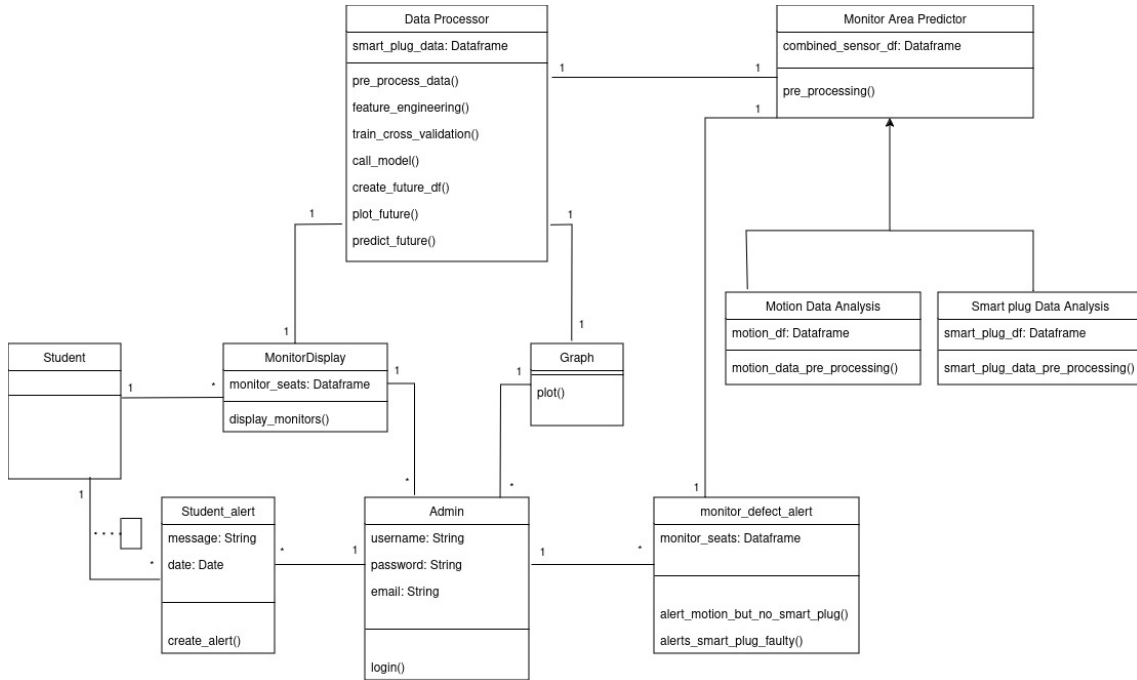 Data Processor
smart_plug_data: Dataframe
pre_process_data()
feature_engineering()
train_cross_validation()
call_model()
create_future_df()
plot_future()
predict_future()
Monitor Area Predictor
combined_sensor_df: Dataframe
pre_processing()
1
1
1
1
1
Motion Data Analysis
motion_df: Dataframe
motion_data_pre_processing()
Smart plug Data Analysis
smart_plug_df: Dataframe
smart_plug_data_pre_processing()
1
1
Student
MonitorDisplay
monitor_seats: Dataframe
display_monitors()
Graph
plot()
1
*
1
1
*
*
1
1
Student_alert
message: String
date: Date
create_alert()
Admin
username: String
password: String
email: String
login()
monitor_defect_alert
monitor_seats: Dataframe
alert_motion_but_no_smart_plug()
alerts_smart_plug_faulty()
*
*
1
1
*